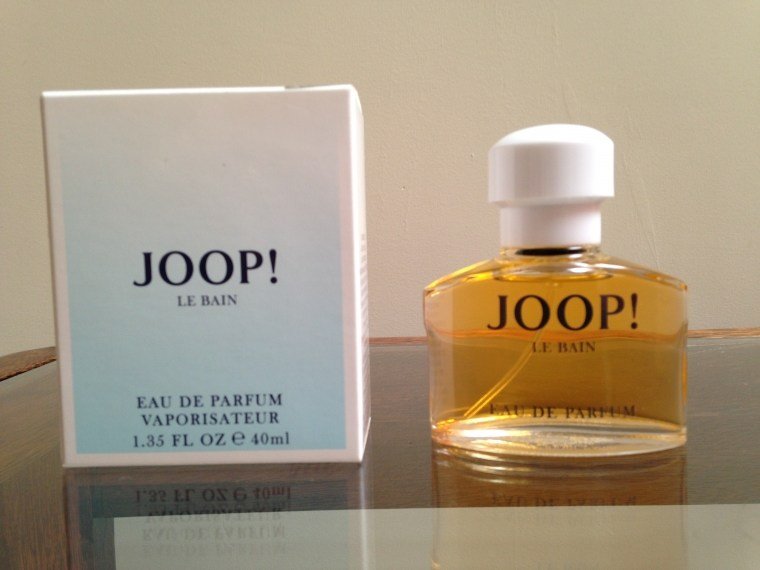 JOOP!
LE BAIN
EAU DE PARFUM
VAPORISATEUR
1.35 FL OZ ℮ 40ml
JOOP!
LE BAIN
EAU DE PARFUM